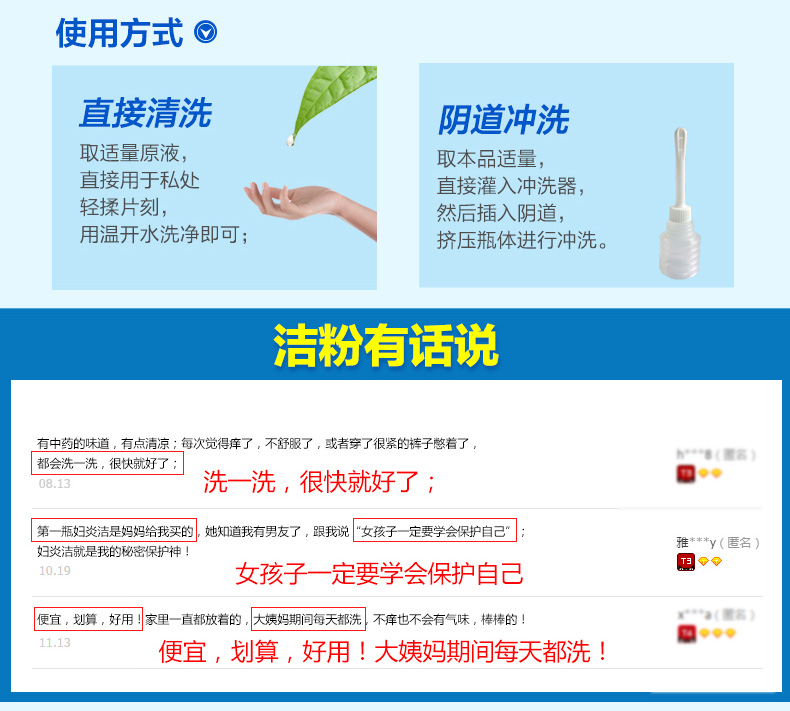 使用方式
直接清洗
取适量原液，
直接用于私处
轻揉片刻，
用温开水洗净即可；
阴道冲洗
取本品适量，
直接灌入冲洗器，
然后插入阴道，
挤压瓶体进行冲洗。
洁粉有话说
有中药的味道，有点清凉；每次觉得痒了，不舒服了，或者穿了很紧的裤子憋着了，
都会洗一洗，很快就好了；
洗一洗，很快就好了；
08.13
h***8（匿名）
T3
第一瓶妇炎洁是妈妈给我买的，她知道我有男友了，跟我说“女孩子一定要学会保护自己”；
妇炎洁就是我的秘密保护神！
女孩子一定要学会保护自己
10.19
雅***y（匿名）
T3
便宜，划算，好用！家里一直都放着的，大姨妈期间每天都洗，不痒也不会有气味，棒棒的！
便宜，划算，好用！大姨妈期间每天都洗！
11.13
x***a（匿名）
T4